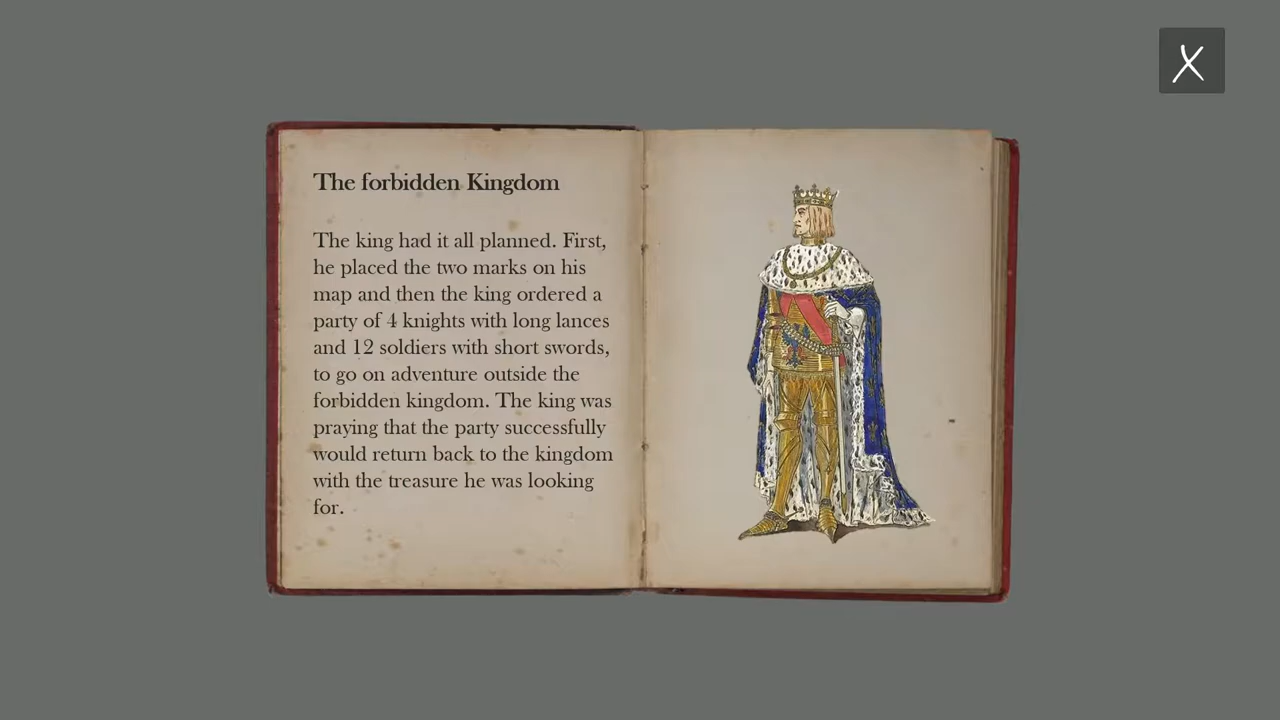 X
The forbidden Kingdom
The king had it all planned. First,
he placed the two marks on his
map and then the king ordered a
party of 4 knights with long lances
and 12 soldiers with short swords,
to go on adventure outside the
forbidden kingdom. The king was
praying that the party successfully
would return back to the kingdom
with the treasure he was looking
for.